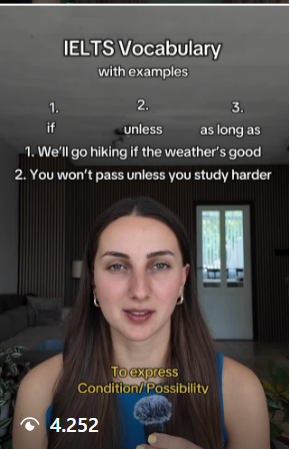 IELTS Vocabulary
with examples
1. 2. 3.
if unless as long as
1. We'll go hiking if the weather's good
2. You won't pass unless you study harder
To express
Condition/Possibility
4.252